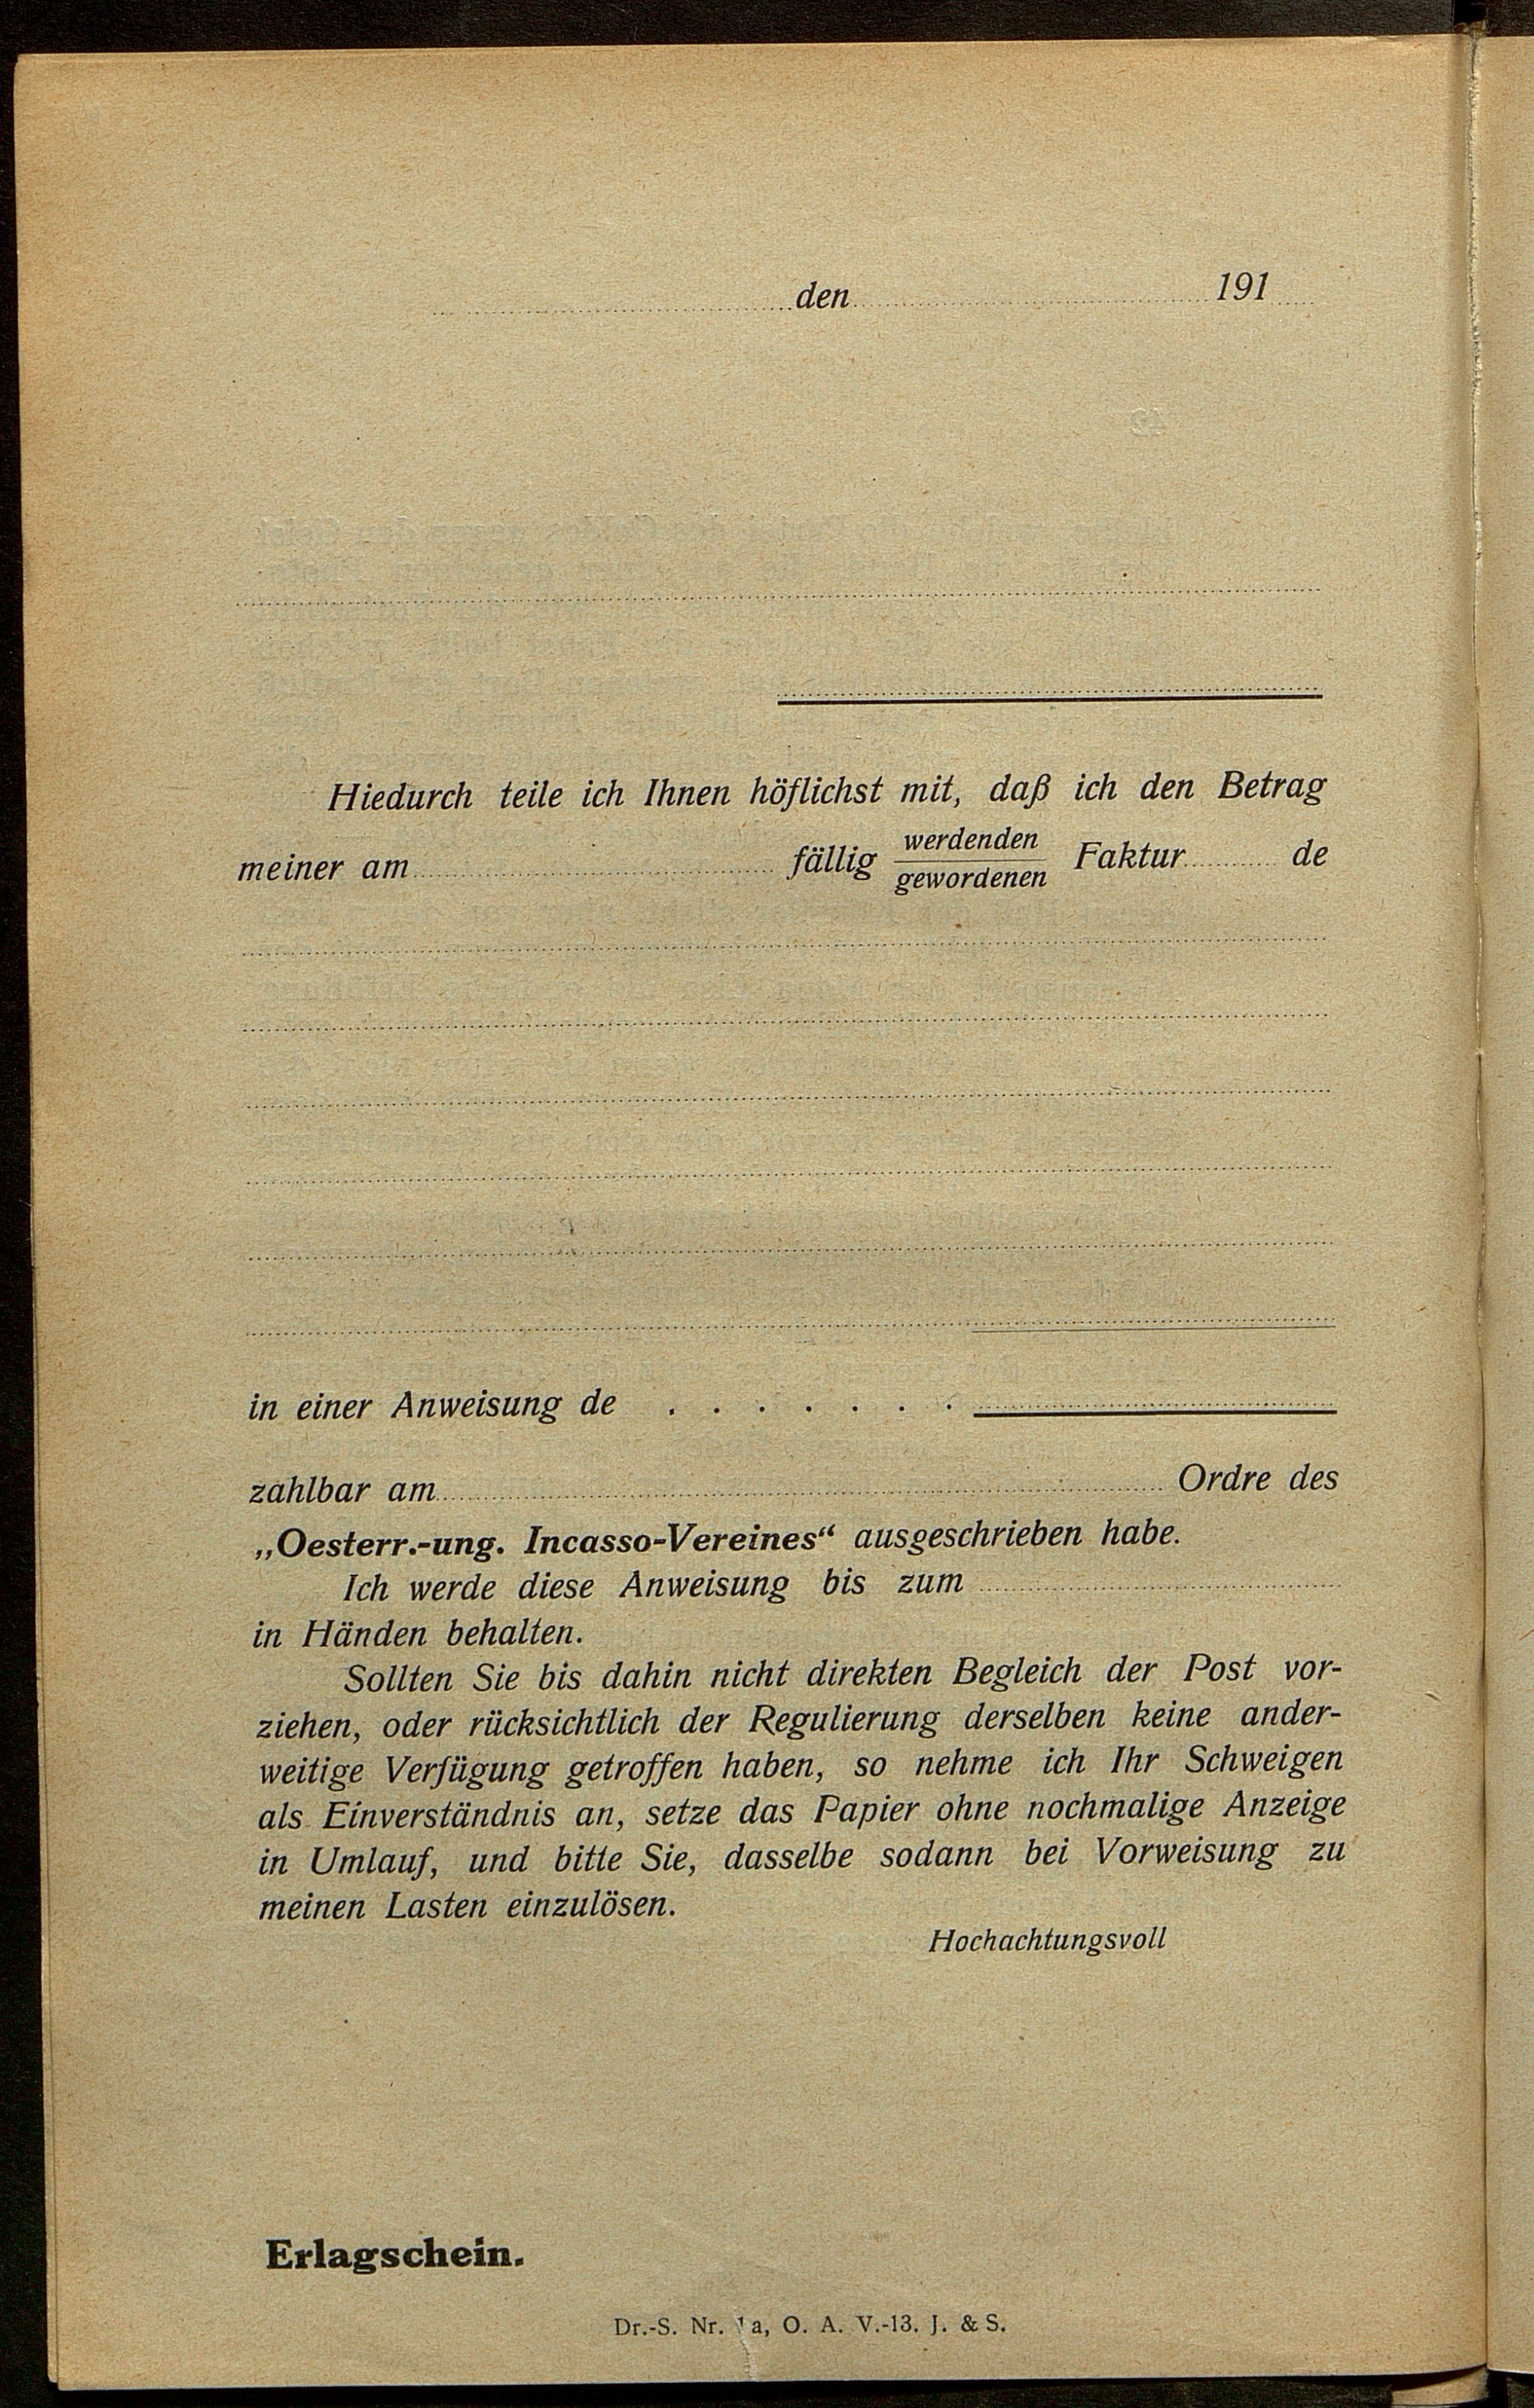 den 191
Hiedurch teile ich Ihnen höflichst mit, daß ich den Betrag
meiner am fällig werdenden gewordenen Faktur de
in einer Anweisung de . . . . . . .
zahlbar am Ordre des
„Oesterr.-ung. Incasso-Vereines“ ausgeschrieben habe.
Ich werde diese Anweisung bis zum
in Händen behalten.
Sollten Sie bis dahin nicht direkten Begleich der Post vor-
ziehen, oder rücksichtlich der Regulierung derselben keine ander-
weitige Verfügung getroffen haben, so nehme ich Ihr Schweigen
als Einverständnis an, setze das Papier ohne nochmalige Anzeige
in Umlauf, und bitte Sie, dasselbe sodann bei Vorweisung zu
meinen Lasten einzulösen.
Hochachtungsvoll
Erlagschein.
Dr.-S. Nr. 1a, O. A. V.-13. J. & S.